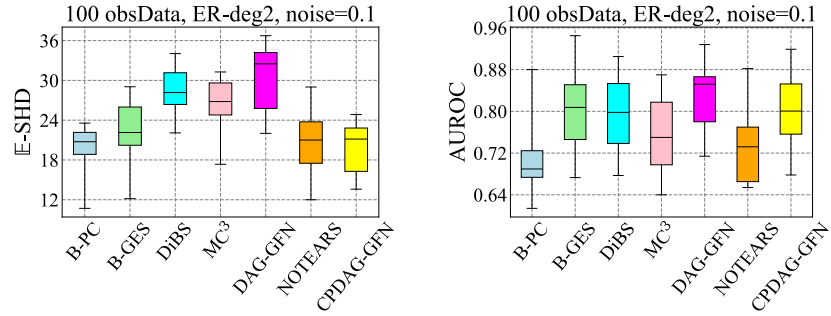 100 obsData, ER-deg2, noise=0.1
𝔼-SHD
36
30
24
18
12
B-PC
B-GES
DiBS
MC³
DAG-GFN
NOTEARS
CPDAG-GFN
100 obsData, ER-deg2, noise=0.1
AUROC
0.96
0.88
0.80
0.72
0.64
B-PC
B-GES
DiBS
MC³
DAG-GFN
NOTEARS
CPDAG-GFN